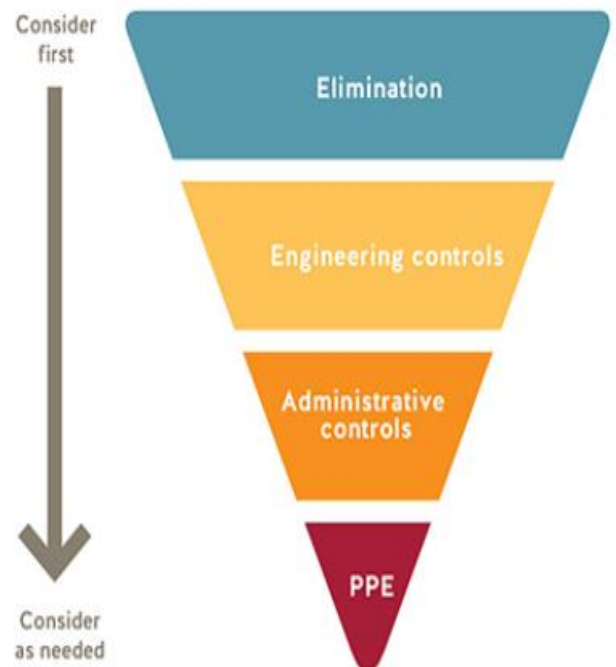 Consider
first
Elimination
Engineering controls
Administrative
controls
PPE
Consider
as needed